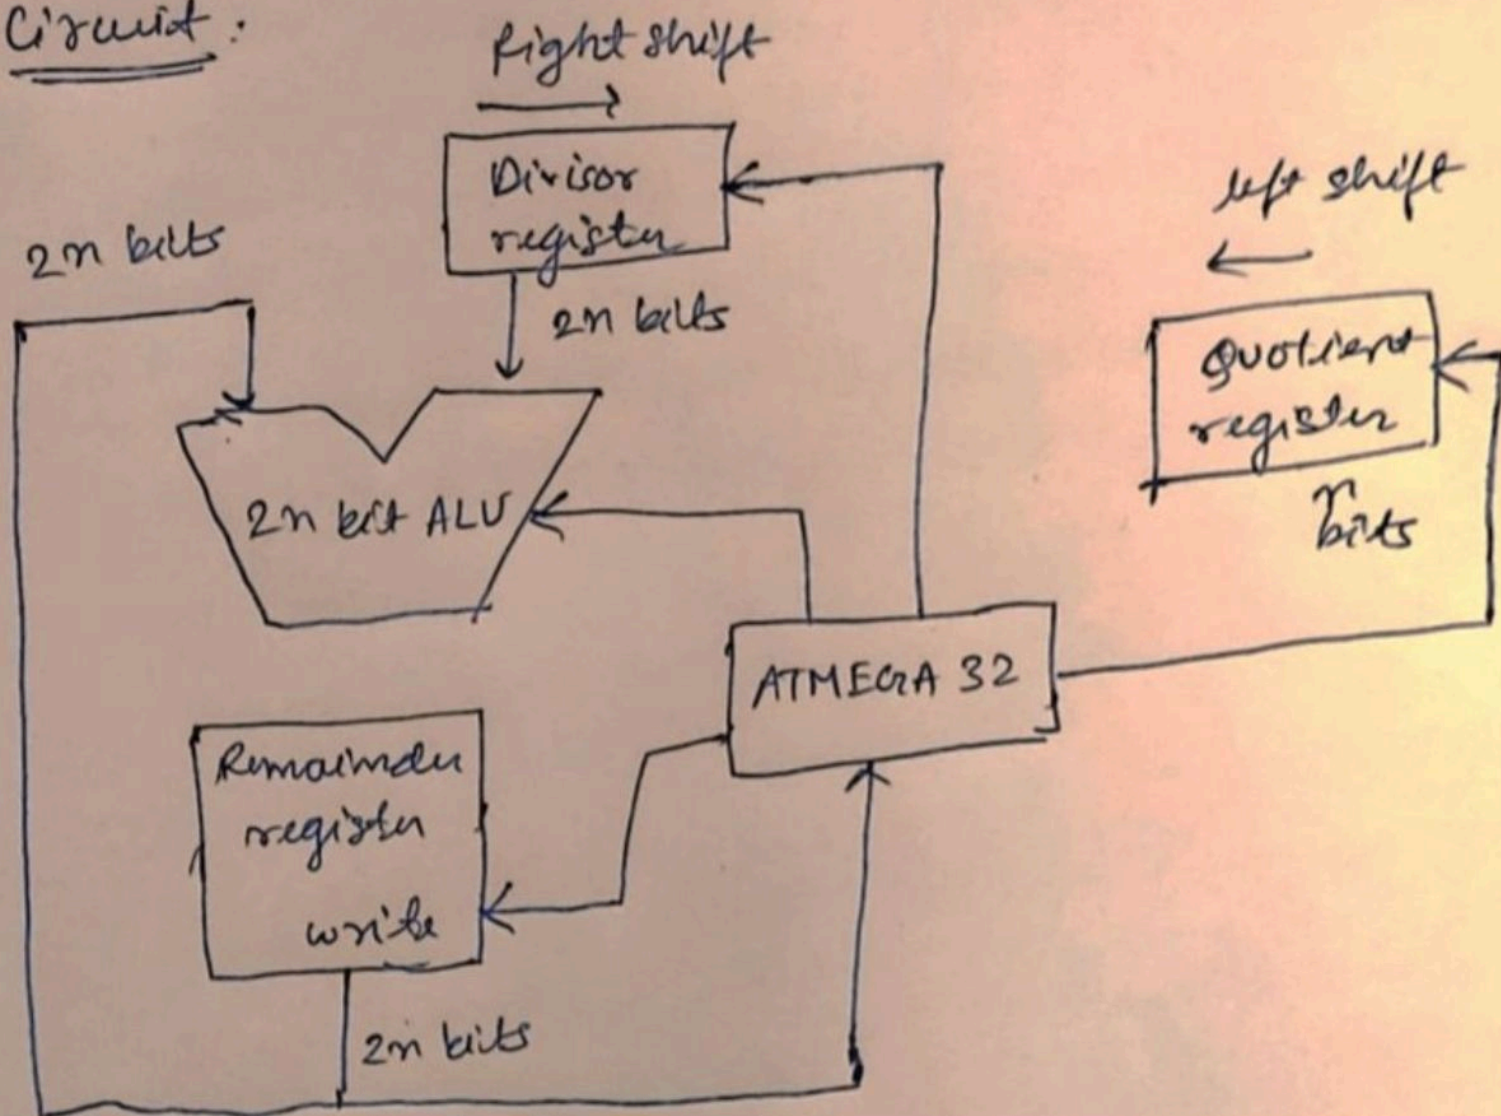 Circuit :
Right shift
Divisor
register
left shift
2n bits
2n bits
Quotient
register
n
bits
2n bit ALU
ATMEGA 32
Remainder
register
write
2n bits